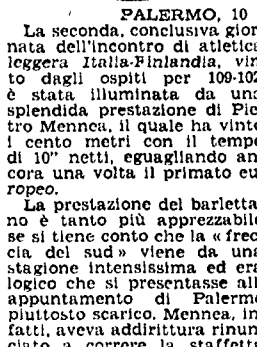 PALERMO, 10
La seconda, conclusiva gior
nata dell'incontro di atletica
leggera Italia-Finlandia, vin
to dagli ospiti per 109-102
è stata illuminata da una
splendida prestazione di Pie
tro Mennea, il quale ha vinto
i cento metri con il tempo
di 10" netti, eguagliando an
cora una volta il primato eu
ropeo.
La prestazione del barletta
no è tanto più apprezzabile
se si tiene conto che la « frec
cia del sud » viene da una
stagione intensissima ed era
logico che si presentasse all
appuntamento di Palermo
piuttosto scarico. Mennea, in
fatti, aveva addirittura rinun
ciato a correre la staffetta